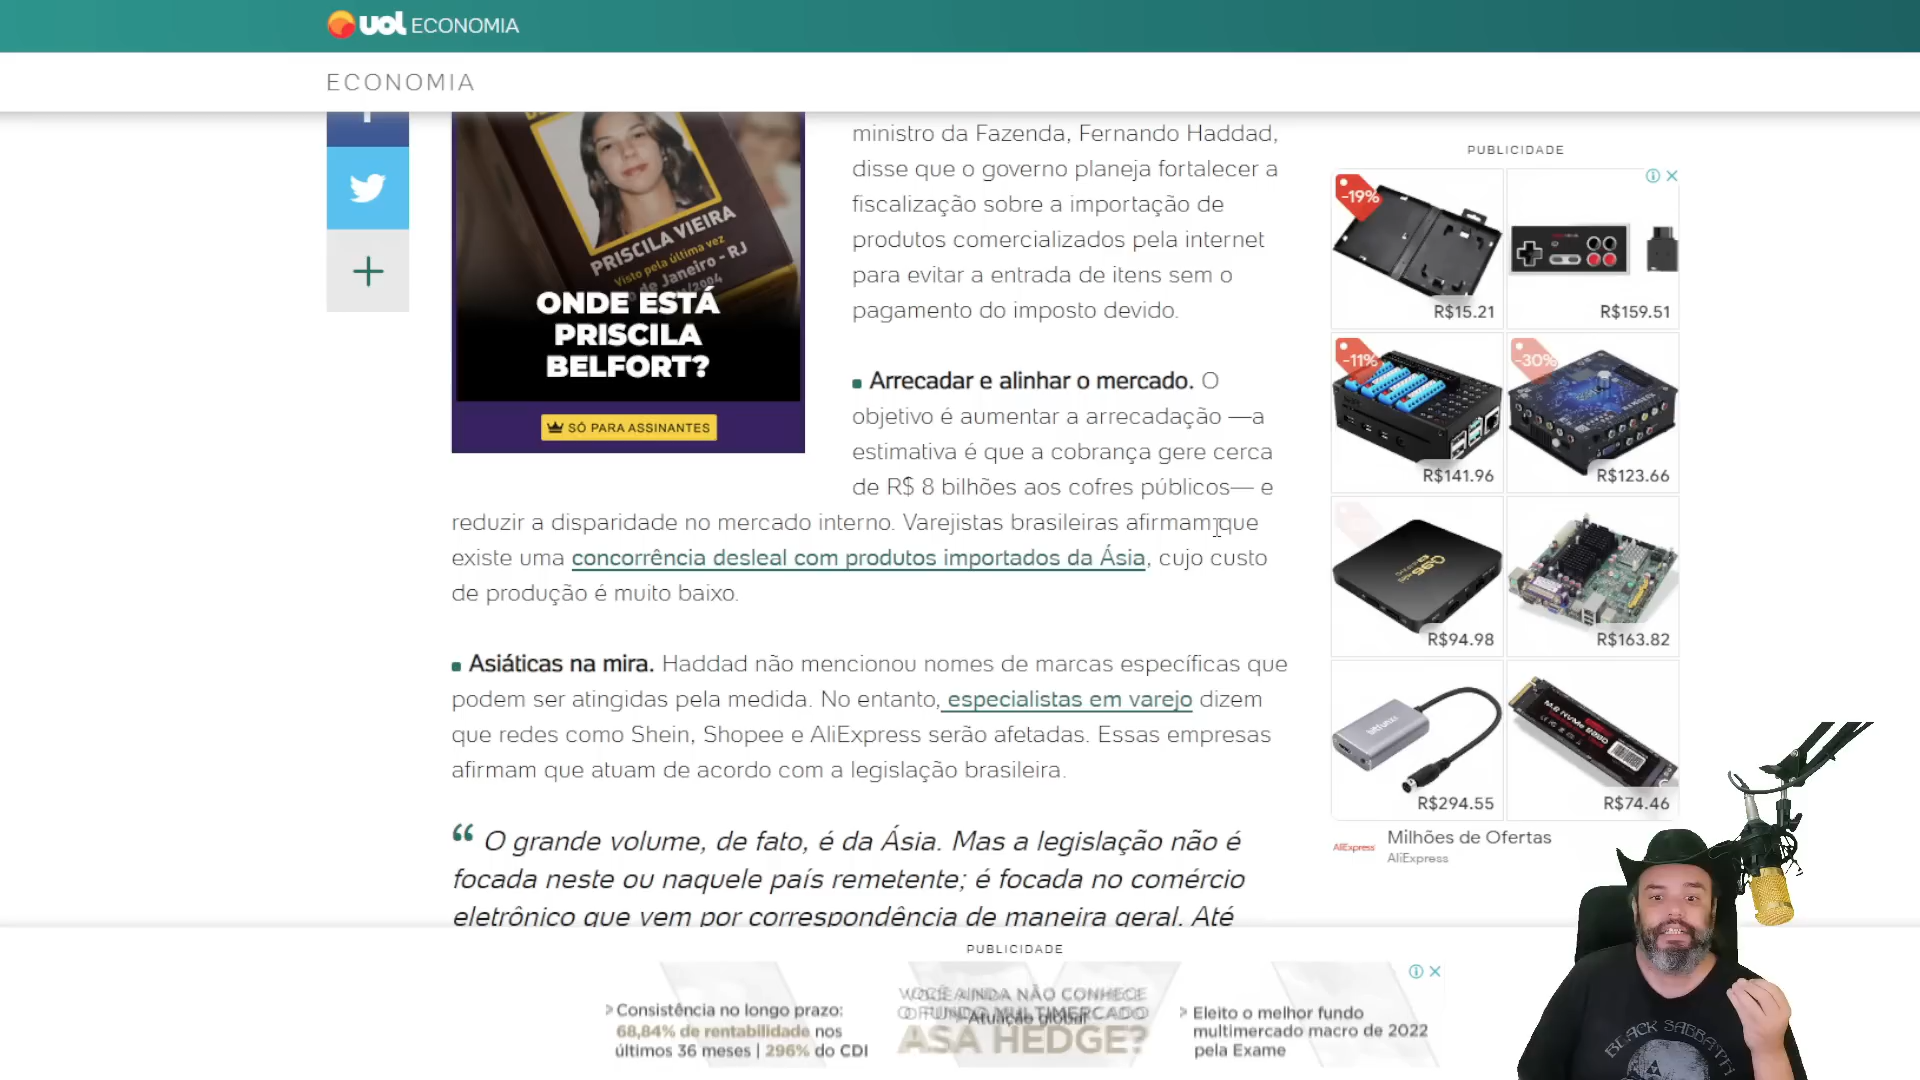 uol ECONOMIA
ECONOMIA
PRISCILA VIEIRA
Visto pela última vez
de Janeiro - RJ
/2004
ONDE ESTÁ
PRISCILA
BELFORT?
SÓ PARA ASSINANTES
ministro da Fazenda, Fernando Haddad,
disse que o governo planeja fortalecer a
fiscalização sobre a importação de
produtos comercializados pela internet
para evitar a entrada de itens sem o
pagamento do imposto devido.
Arrecadar e alinhar o mercado. O
objetivo é aumentar a arrecadação —a
estimativa é que a cobrança gere cerca
de R$ 8 bilhões aos cofres públicos— e
reduzir a disparidade no mercado interno. Varejistas brasileiras afirmam que
existe uma concorrência desleal com produtos importados da Ásia, cujo custo
de produção é muito baixo.
Asiáticas na mira. Haddad não mencionou nomes de marcas específicas que
podem ser atingidas pela medida. No entanto, especialistas em varejo dizem
que redes como Shein, Shopee e AliExpress serão afetadas. Essas empresas
afirmam que atuam de acordo com a legislação brasileira.
“ O grande volume, de fato, é da Ásia. Mas a legislação não é
focada neste ou naquele país remetente; é focada no comércio
eletrônico que vem por correspondência de maneira geral. Até
PUBLICIDADE
-19%
R$15.21
R$159.51
-11%
R$141.96
-30%
R$123.66
R$94.98
R$163.82
R$294.55
R$74.46
AliExpress
Milhões de Ofertas
AliExpress
PUBLICIDADE
Consistência no longo prazo:
68,84% de rentabilidade nos
últimos 36 meses | 296% do CDI
VOCÊ AINDA NÃO CONHECE
O FUNDO MULTIMERCADO
Atuação global
ASA HEDGE?
Eleito o melhor fundo
multimercado macro de 2022
pela Exame
BLACK SABBATH